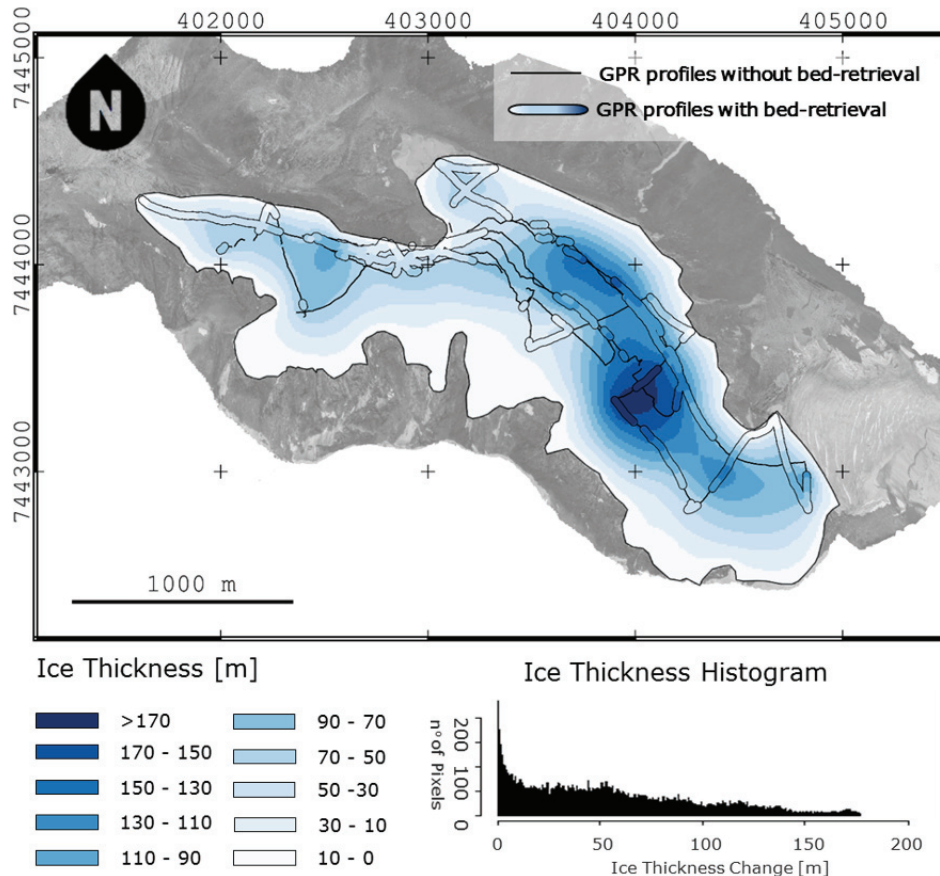 402000 403000 404000 405000
7445000
7444000
7443000
N
GPR profiles without bed-retrieval
GPR profiles with bed-retrieval
1000 m
Ice Thickness [m]
>170
170 - 150
150 - 130
130 - 110
110 - 90
90 - 70
70 - 50
50 -30
30 - 10
10 - 0
Ice Thickness Histogram
n° of Pixels
200
100
0
0 50 100 150 200
Ice Thickness Change [m]